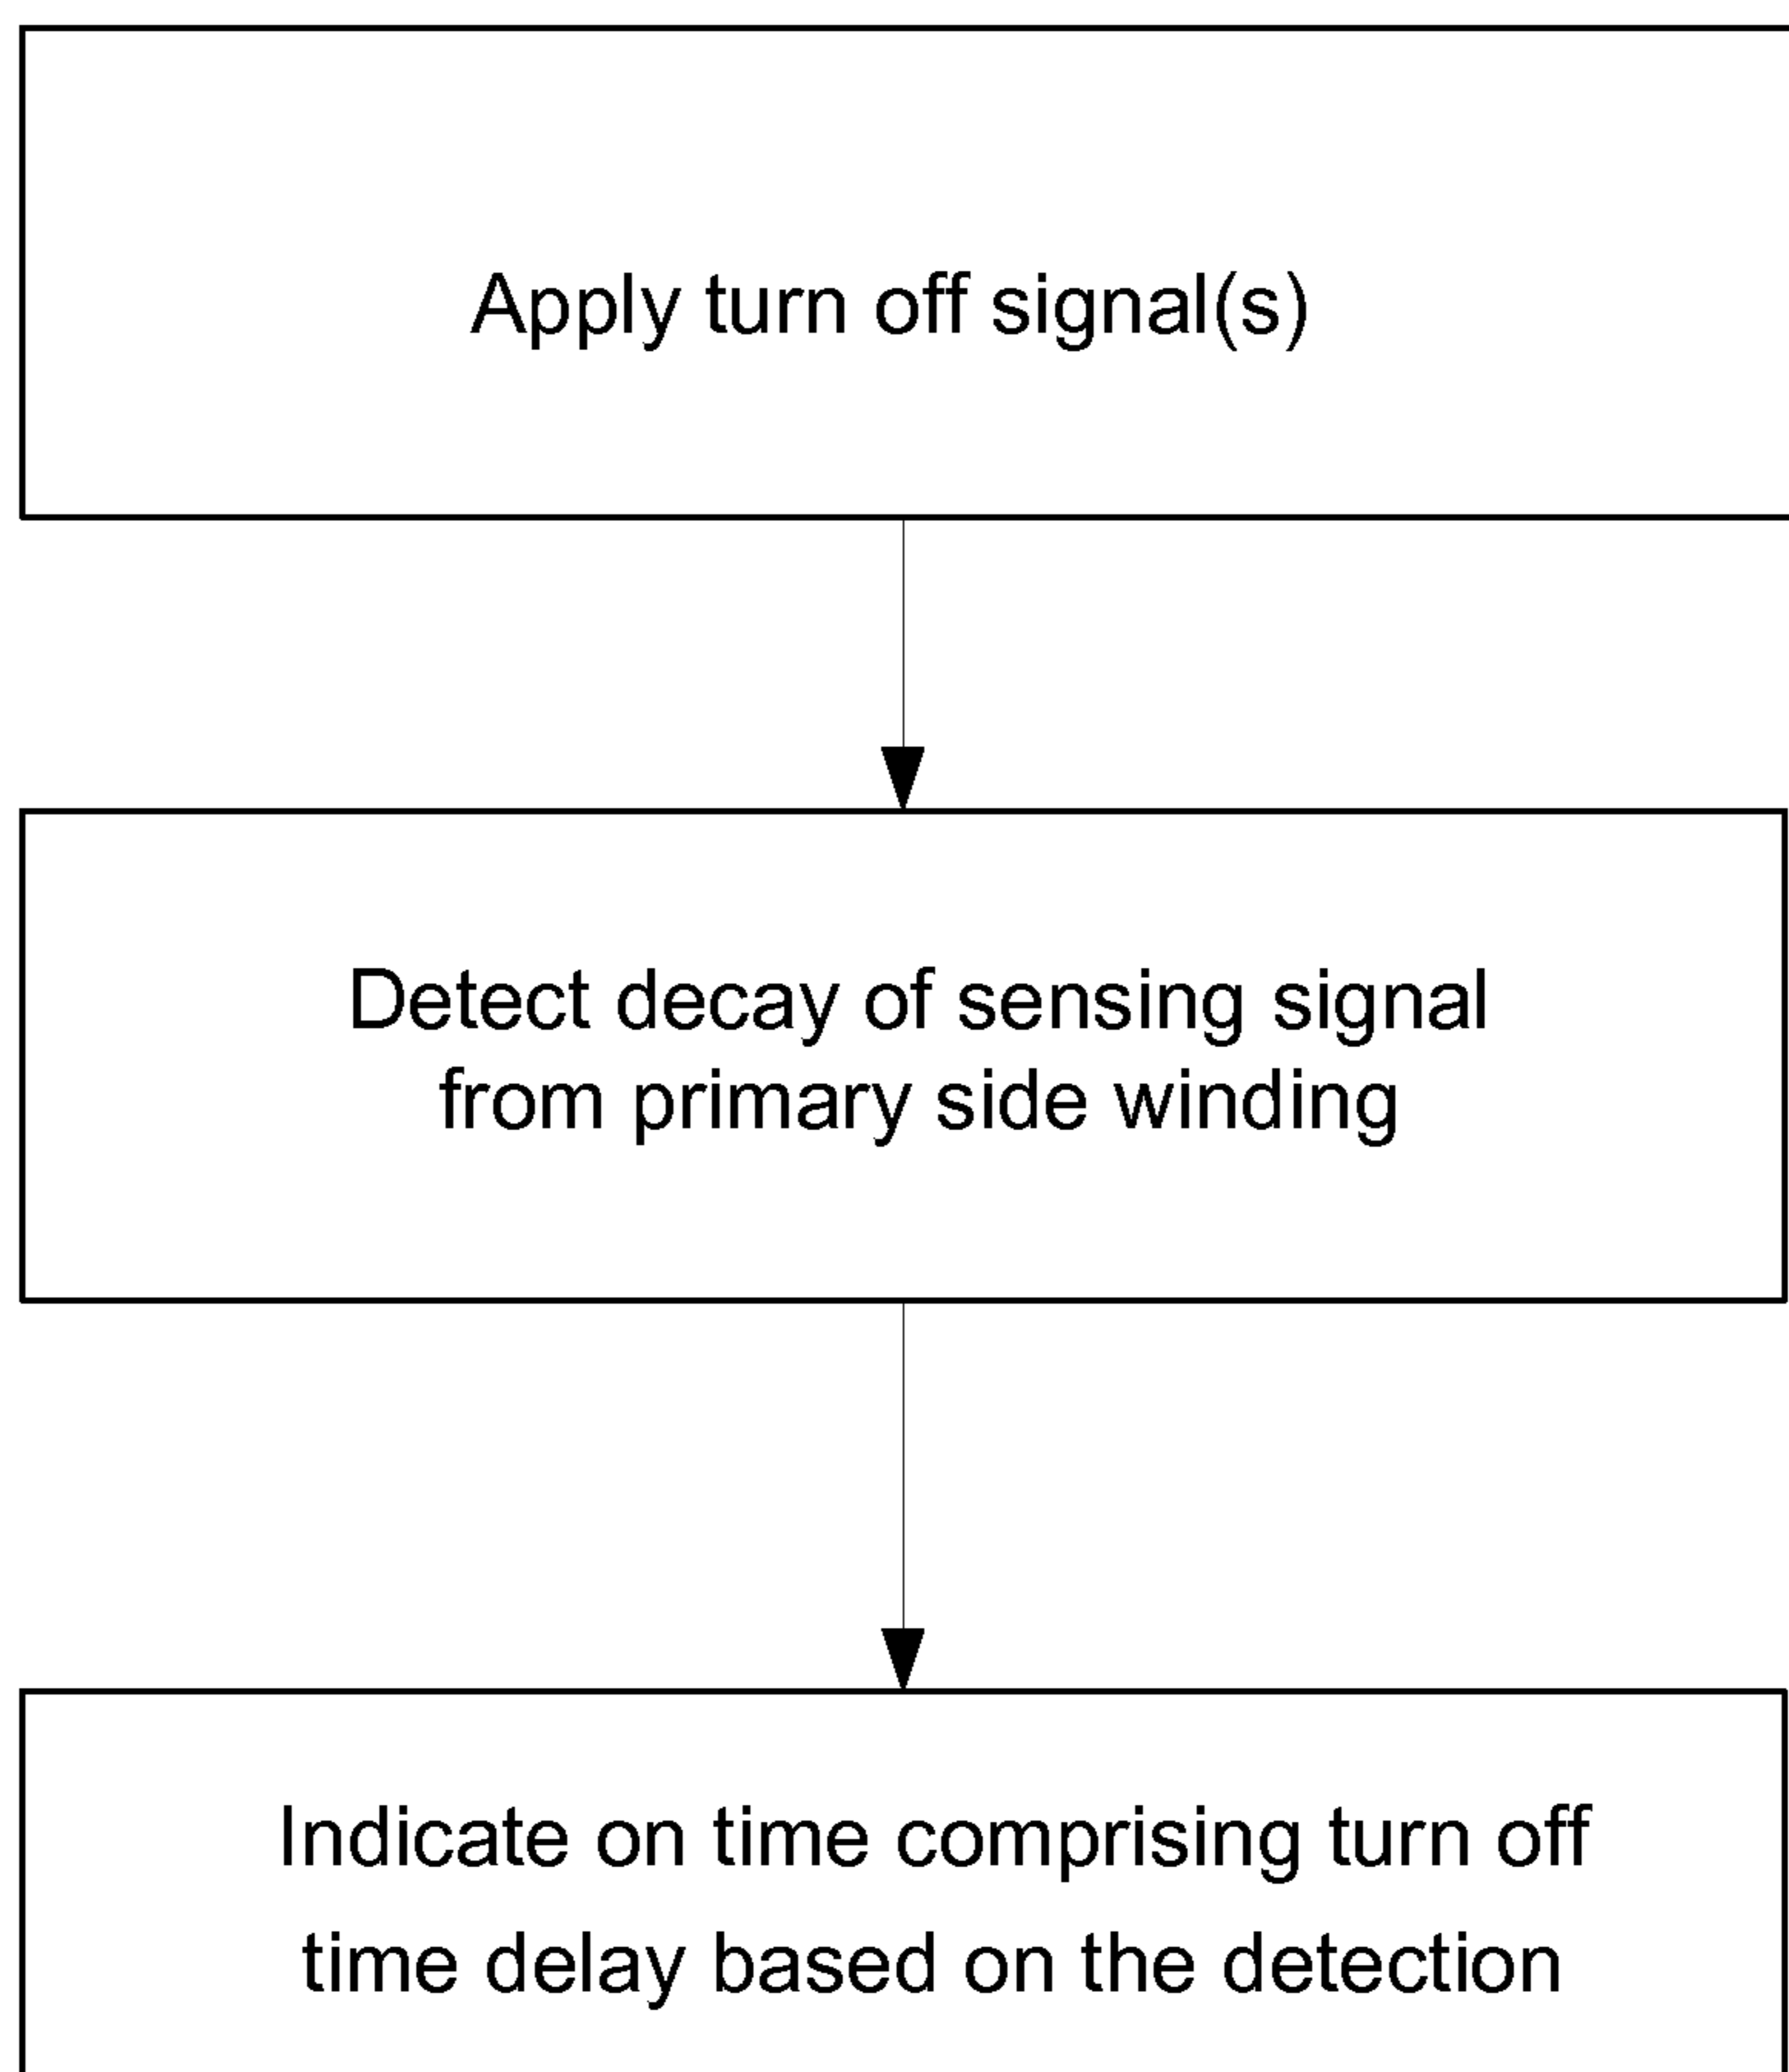 Apply turn off signal(s)
Detect decay of sensing signal
from primary side winding
Indicate on time comprising turn off
time delay based on the detection